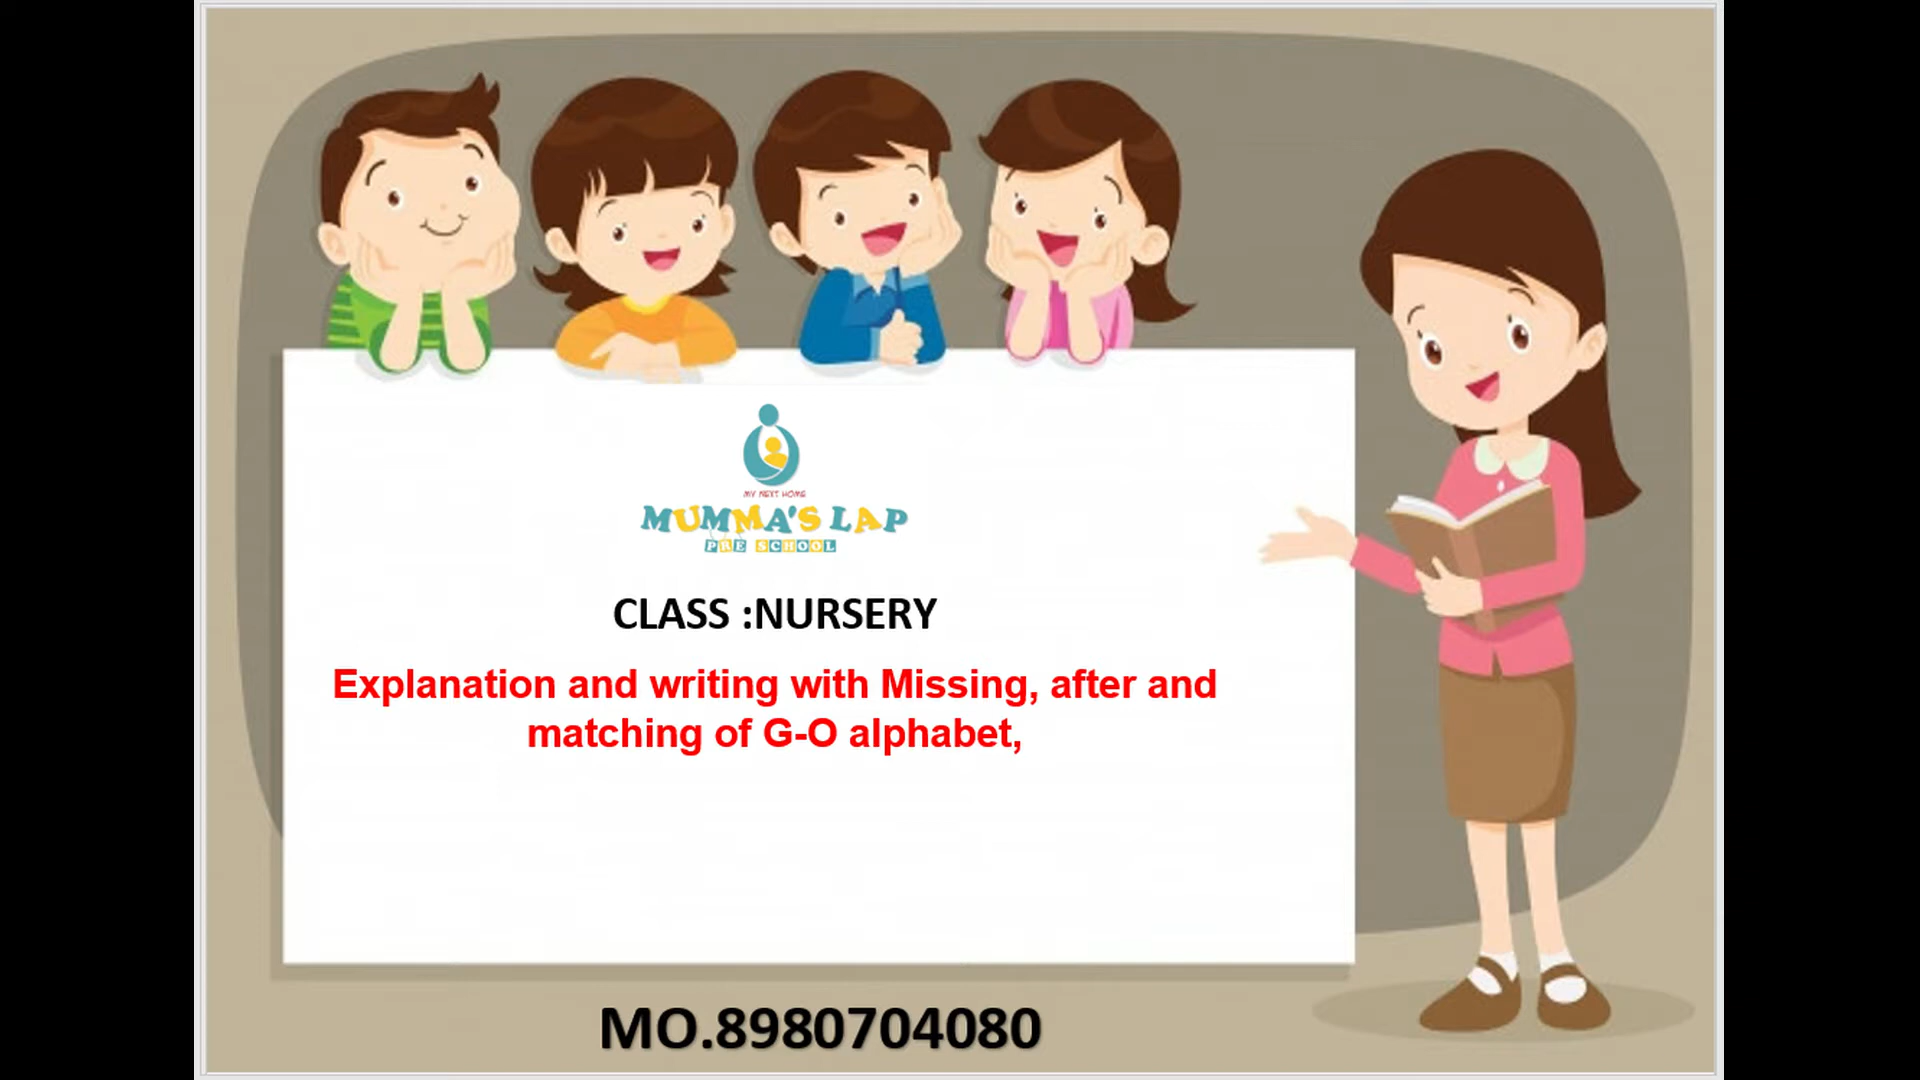 MY NEXT HOME
MUMMA'S LAP
PRE SCHOOL
CLASS :NURSERY
Explanation and writing with Missing, after and
matching of G-O alphabet,
MO.8980704080